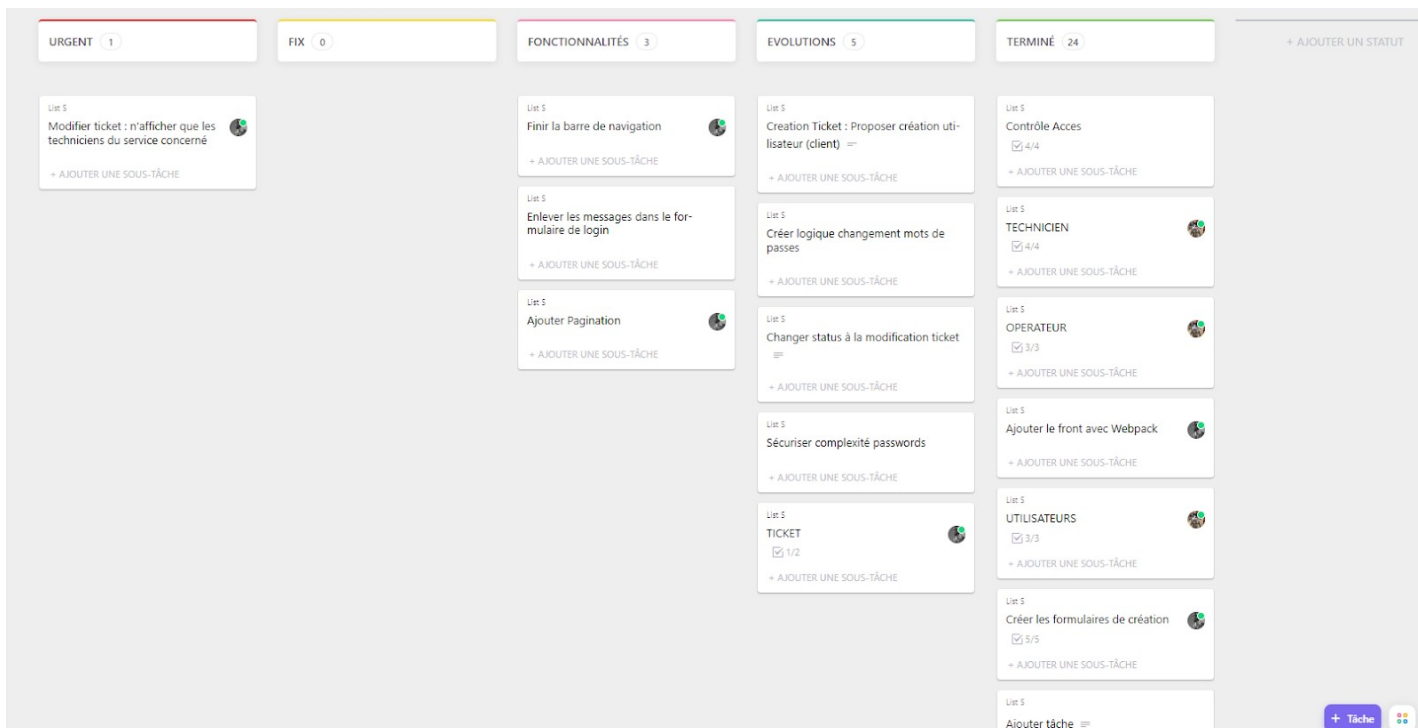 URGENT 1
FIX 0
FONCTIONNALITÉS 3
EVOLUTIONS 5
TERMINÉ 24
+ AJOUTER UN STATUT
List S
Modifier ticket : n'afficher que les
techniciens du service concerné
+ AJOUTER UNE SOUS-TÂCHE
List S
Finir la barre de navigation
+ AJOUTER UNE SOUS-TÂCHE
List S
Enlever les messages dans le for-
mulaire de login
+ AJOUTER UNE SOUS-TÂCHE
List S
Ajouter Pagination
+ AJOUTER UNE SOUS-TÂCHE
List S
Creation Ticket : Proposer création uti-
lisateur (client)
+ AJOUTER UNE SOUS-TÂCHE
List S
Créer logique changement mots de
passes
+ AJOUTER UNE SOUS-TÂCHE
List S
Changer status à la modification ticket
+ AJOUTER UNE SOUS-TÂCHE
List S
Sécuriser complexité passwords
+ AJOUTER UNE SOUS-TÂCHE
List S
TICKET
1/2
+ AJOUTER UNE SOUS-TÂCHE
List S
Contrôle Acces
4/4
+ AJOUTER UNE SOUS-TÂCHE
List S
TECHNICIEN
4/4
+ AJOUTER UNE SOUS-TÂCHE
List S
OPERATEUR
3/3
+ AJOUTER UNE SOUS-TÂCHE
List S
Ajouter le front avec Webpack
+ AJOUTER UNE SOUS-TÂCHE
List S
UTILISATEURS
3/3
+ AJOUTER UNE SOUS-TÂCHE
List S
Créer les formulaires de création
5/5
+ AJOUTER UNE SOUS-TÂCHE
List S
Ajouter tâche
+ Tâche